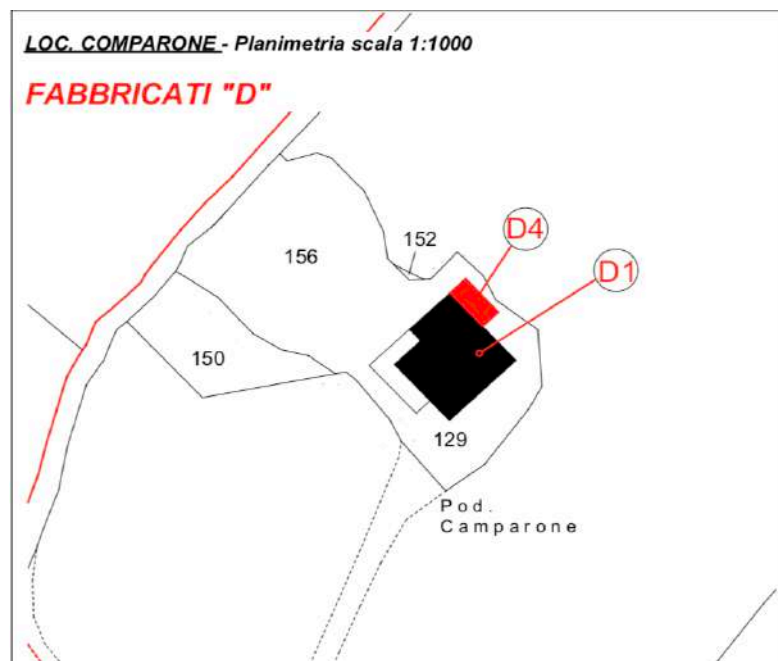 LOC. COMPARONE - Planimetria scala 1:1000
FABBRICATI "D"
D4
152
156
D1
150
129
Pod.
Camparone